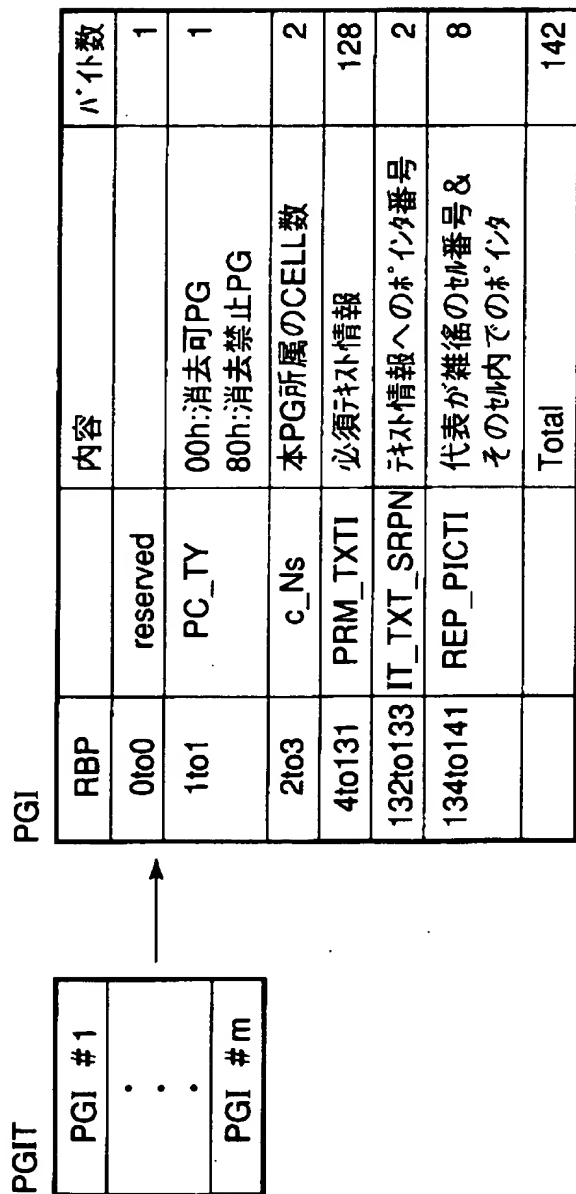 PGIT
PGI #1
・
・
・
PGI #m
PGI
RBP 内容 ﾊﾞｲﾄ数
0to0 reserved 1
1to1 PC_TY 00h:消去可PG 1
80h:消去禁止PG
2to3 c_Ns 本PG所属のCELL数 2
4to131 PRM_TXTI 必須ﾃｷｽﾄ情報 128
132to133 IT_TXT_SRPN ﾃｷｽﾄ情報へのﾎﾟｲﾝﾀ番号 2
134to141 REP_PICTI 代表が雑徭のｾﾙ番号& 8
そのｾﾙ内でのﾎﾟｲﾝﾀ
Total 142